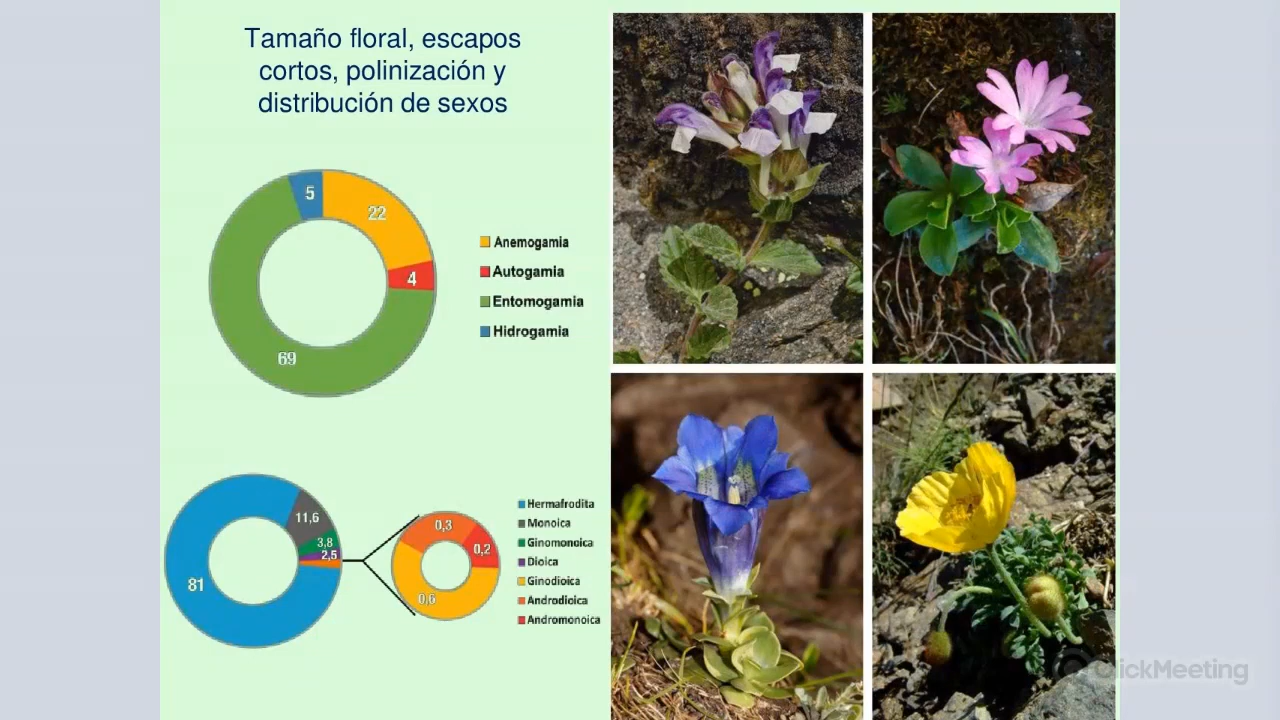 Tamaño floral, escapos
cortos, polinización y
distribución de sexos
5
22
4
69
Anemogamia
Autogamia
Entomogamia
Hidrogamia
81
11,6
3,8
2,5
0,3
0,2
0,6
Hermafrodita
Monoica
Ginomonoica
Dioica
Ginodioica
Androdioica
Andromonoica
ClickMeeting